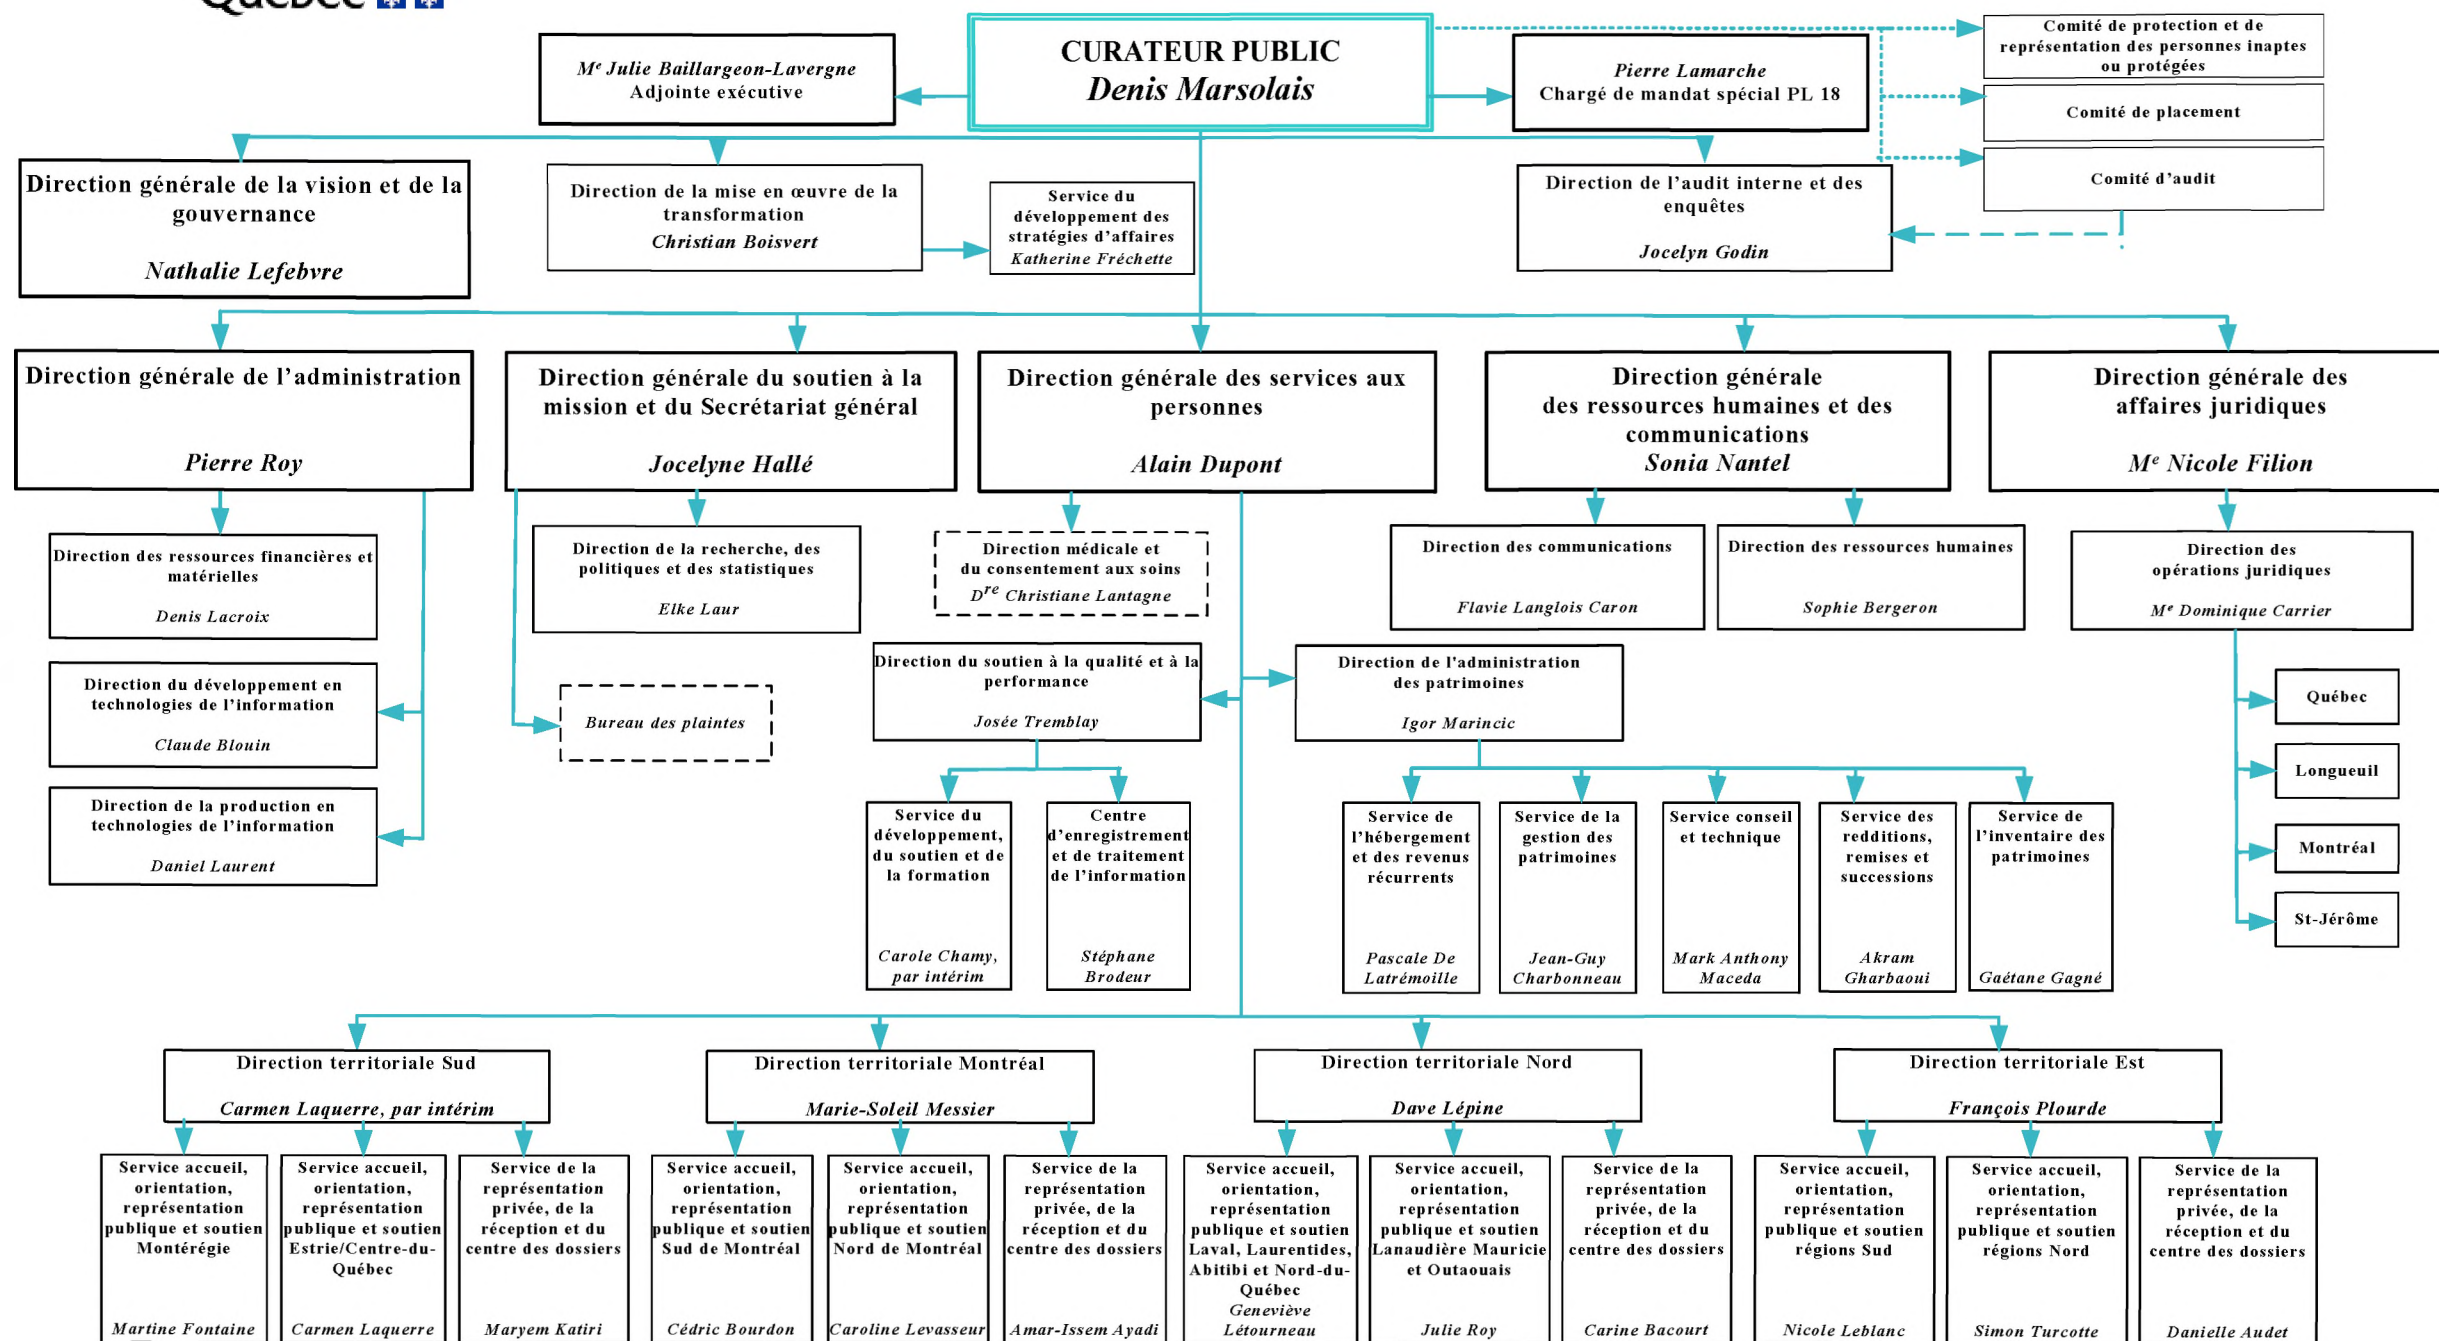 Québec
CURATEUR PUBLIC
Denis Marsolais
Me Julie Baillargeon-Lavergne
Adjointe exécutive
Pierre Lamarche
Chargé de mandat spécial PL 18
Comité de protection et de
représentation des personnes inaptes
ou protégées
Comité de placement
Comité d'audit
Direction générale de la vision et de la
gouvernance
Nathalie Lefebvre
Direction de la mise en œuvre de la
transformation
Christian Boisvert
Service du
développement des
stratégies d'affaires
Katherine Fréchette
Direction de l'audit interne et des
enquêtes
Jocelyn Godin
Direction générale de l'administration
Pierre Roy
Direction générale du soutien à la
mission et du Secrétariat général
Jocelyne Hallé
Direction générale des services aux
personnes
Alain Dupont
Direction générale
des ressources humaines et des
communications
Sonia Nantel
Direction générale des
affaires juridiques
Me Nicole Filion
Direction des ressources financières et
matérielles
Denis Lacroix
Direction du développement en
technologies de l'information
Claude Blouin
Direction de la production en
technologies de l'information
Daniel Laurent
Direction de la recherche, des
politiques et des statistiques
Elke Laur
Bureau des plaintes
Direction médicale et
du consentement aux soins
Dre Christiane Lantagne
Direction des communications
Flavie Langlois Caron
Direction des ressources humaines
Sophie Bergeron
Direction des
opérations juridiques
Me Dominique Carrier
Québec
Longueuil
Montréal
St-Jérôme
Direction du soutien à la qualité et à la
performance
Josée Tremblay
Direction de l'administration
des patrimoines
Igor Marincic
Service du
développement,
du soutien et de
la formation
Carole Chamy,
par intérim
Centre
d'enregistrement
et de traitement
de l'information
Stéphane
Brodeur
Service de
l'hébergement
et des revenus
récurrents
Pascale De
Latrémoille
Service de la
gestion des
patrimoines
Jean-Guy
Charbonneau
Service conseil
et technique
Mark Anthony
Maceda
Service des
redditions,
remises et
successions
Akram
Gharbaoui
Service de
l'inventaire des
patrimoines
Gaétane Gagné
Direction territoriale Sud
Carmen Laquerre, par intérim
Direction territoriale Montréal
Marie-Soleil Messier
Direction territoriale Nord
Dave Lépine
Direction territoriale Est
François Plourde
Service accueil,
orientation,
représentation
publique et soutien
Montérégie
Martine Fontaine
Service accueil,
orientation,
représentation
publique et soutien
Estrie/Centre-du-
Québec
Carmen Laquerre
Service de la
représentation
privée, de la
réception et du
centre des dossiers
Maryem Katiri
Service accueil,
orientation,
représentation
publique et soutien
Sud de Montréal
Cédric Bourdon
Service accueil,
orientation,
représentation
publique et soutien
Nord de Montréal
Caroline Levasseur
Service de la
représentation
privée, de la
réception et du
centre des dossiers
Amar-Issem Ayadi
Service accueil,
orientation,
représentation
publique et soutien
Laval, Laurentides,
Abitibi et Nord-du-
Québec
Geneviève
Létourneau
Service accueil,
orientation,
représentation
publique et soutien
Lanaudière Mauricie
et Outaouais
Julie Roy
Service de la
représentation
privée, de la
réception et du
centre des dossiers
Carine Bacourt
Service accueil,
orientation,
représentation
publique et soutien
régions Sud
Nicole Leblanc
Service accueil,
orientation,
représentation
publique et soutien
régions Nord
Simon Turcotte
Service de la
représentation
privée, de la
réception et du
centre des dossiers
Danielle Audet